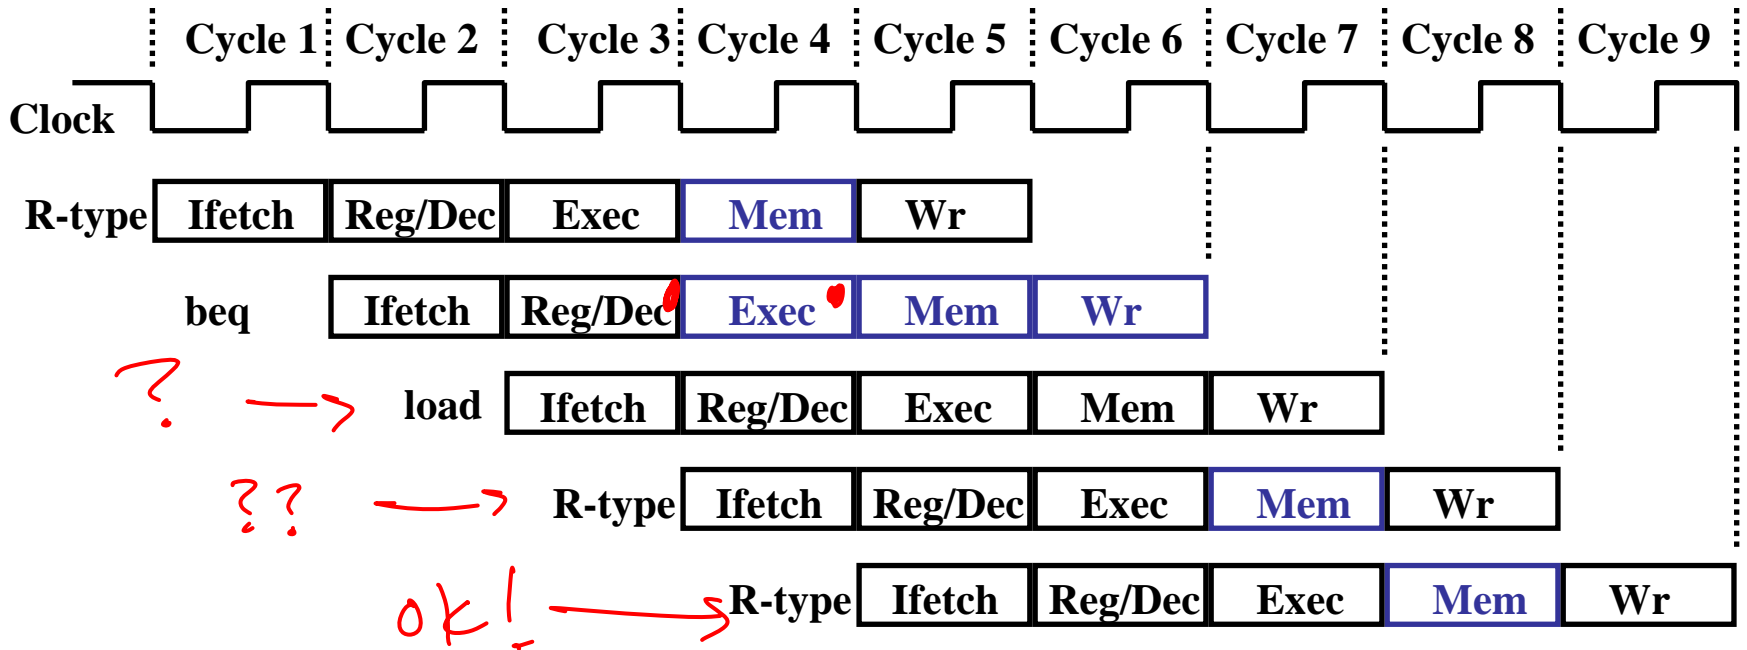 Cycle 1 Cycle 2 Cycle 3 Cycle 4 Cycle 5 Cycle 6 Cycle 7 Cycle 8 Cycle 9
Clock
R-type Ifetch Reg/Dec Exec Mem Wr
beq Ifetch Reg/Dec Exec Mem Wr
? load Ifetch Reg/Dec Exec Mem Wr
?? R-type Ifetch Reg/Dec Exec Mem Wr
ok! R-type Ifetch Reg/Dec Exec Mem Wr